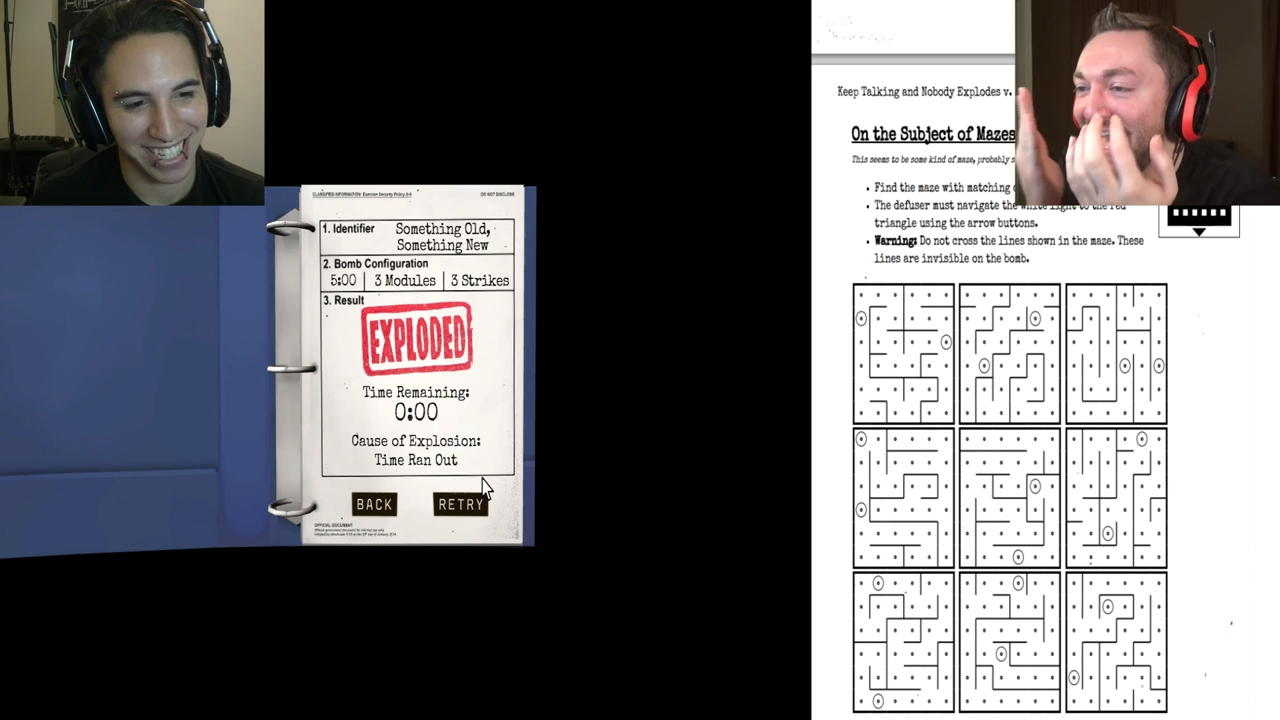 CLASSIFIED INFORMATION:
DO NOT DISCLOSE
1. Identifier
Something Old,
Something New
2. Bomb Configuration
5:00
3 Modules
3 Strikes
3. Result
EXPLODED
Time Remaining:
0:00
Cause of Explosion:
Time Ran Out
BACK
RETRY
OFFICIAL DOCUMENT
Keep Talking and Nobody Explodes v.
On the Subject of Mazes
This seems to be some kind of maze, probably
• Find the maze with matching
• The defuser must navigate the white light to the red
triangle using the arrow buttons.
• Warning: Do not cross the lines shown in the maze. These
lines are invisible on the bomb.